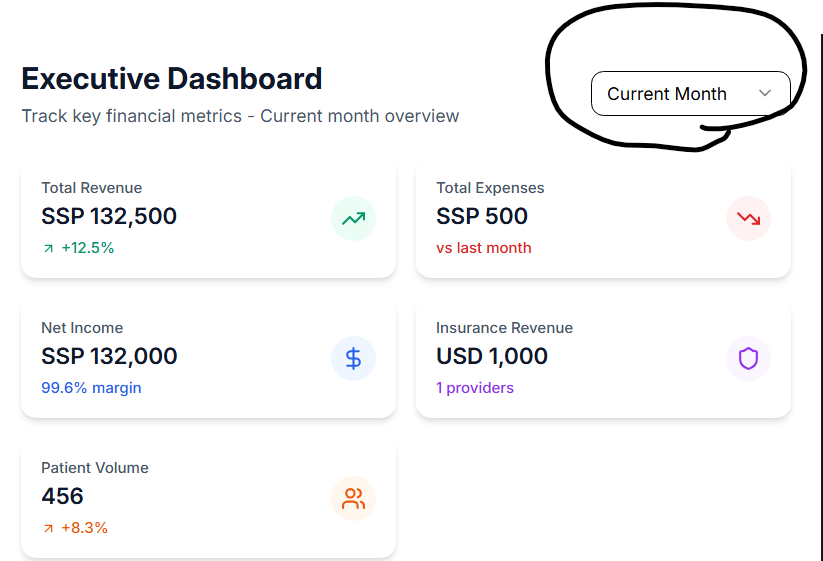 Executive Dashboard
Track key financial metrics - Current month overview
Current Month
Total Revenue
SSP 132,500
+12.5%
Total Expenses
SSP 500
vs last month
Net Income
SSP 132,000
99.6% margin
Insurance Revenue
USD 1,000
1 providers
Patient Volume
456
+8.3%